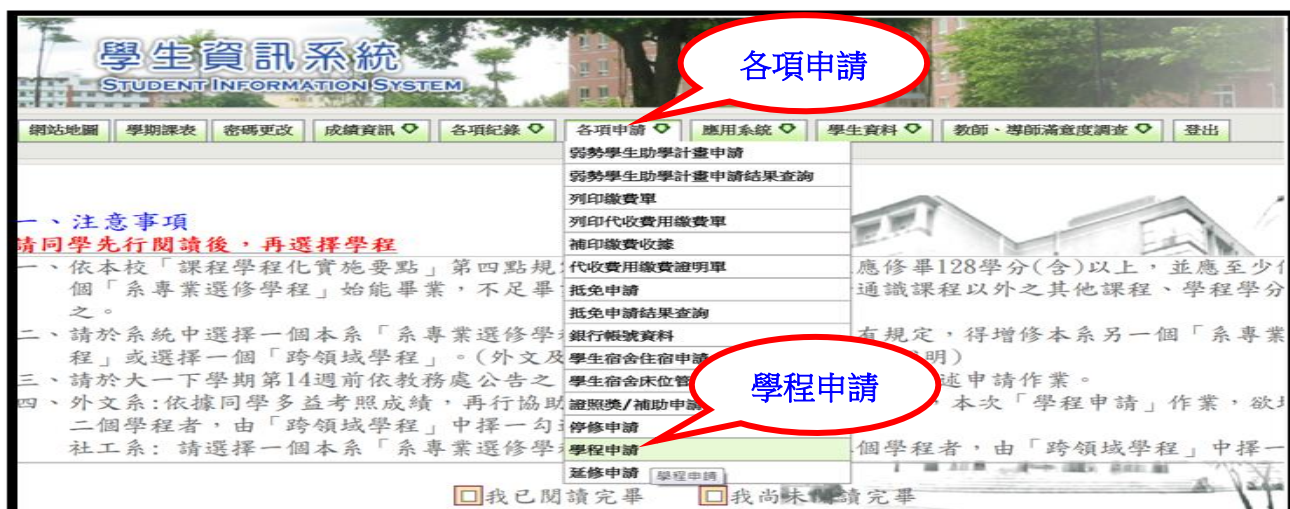 學生資訊系統
STUDENT INFORMATION SYSTEM
各項申請
網站地圖 學期課表 密碼更改 成績資訊 各項紀錄 各項申請 應用系統 學生資料 教師、導師滿意度調查 登出
弱勢學生助學計畫申請
弱勢學生助學計畫申請結果查詢
列印繳費單
列印代收費用繳費單
補印繳費收據
代收費用繳費證明單
抵免申請
抵免申請結果查詢
銀行帳號資料
學生宿舍住宿申請
學生宿舍床位管
證照獎/補助申請
停修申請
學程申請
延修申請
學程申請
學程申請
一、注意事項
請同學先行閱讀後,再選擇學程
一、依本校「課程學程化實施要點」第四點規 應修畢128學分(含)以上,並應至少
個「系專業選修學程」始能畢業,不足畢 通識課程以外之其他課程、學程學分
之。
二、請於系統中選擇一個本系「系專業選修學 有規定,得增修本系另一個「系專業
程」或選擇一個「跨領域學程」。(外文及 明)
三、請於大一下學期第14週前依教務處公告之 述申請作業。
四、外文系:依據同學多益考照成績,再行協助 ,本次「學程申請」作業,欲
二個學程者,由「跨領域學程」中擇一勾
社工系: 請選擇一個本系「系專業選修學 個學程者,由「跨領域學程」中擇一
我已閱讀完畢 我尚未閱讀完畢